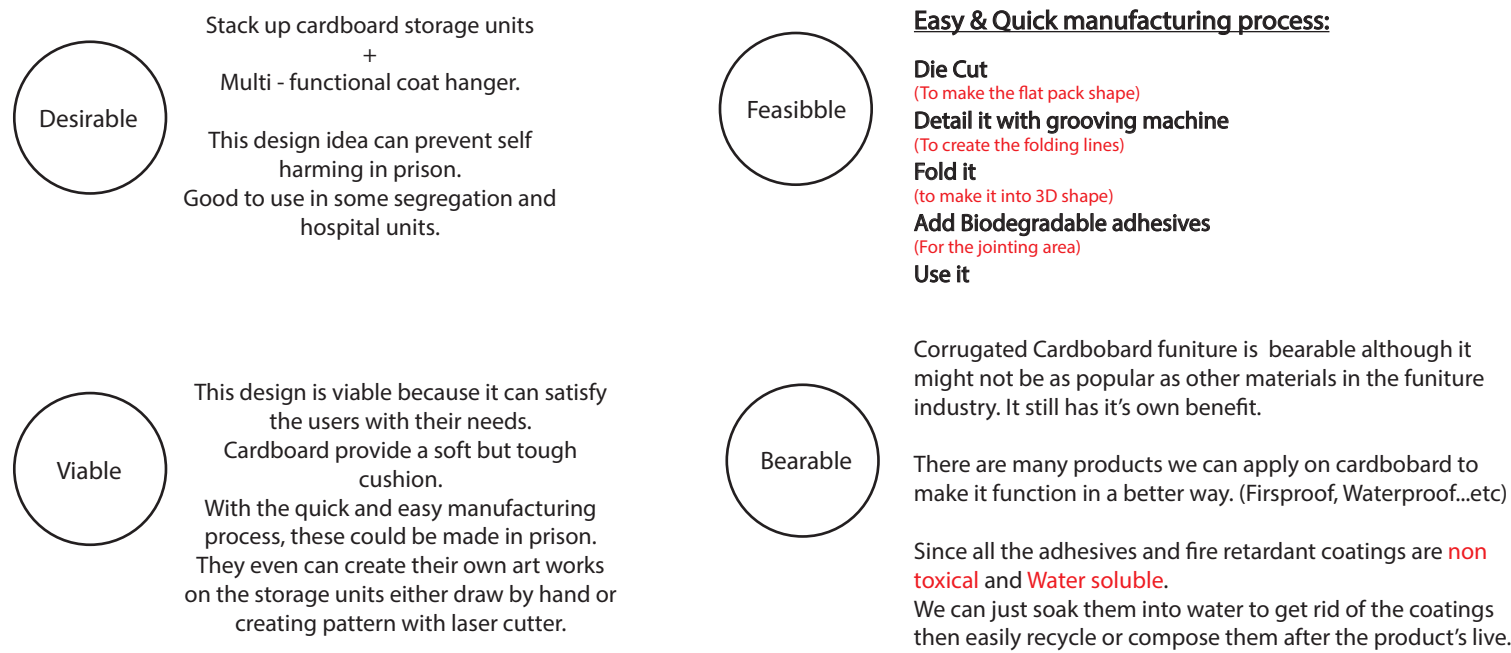 Desirable
Stack up cardboard storage units
+
Multi - functional coat hanger.
This design idea can prevent self
harming in prison.
Good to use in some segregation and
hospital units.
Feasibble
Easy & Quick manufacturing process:
Die Cut
(To make the flat pack shape)
Detail it with grooving machine
(To create the folding lines)
Fold it
(to make it into 3D shape)
Add Biodegradable adhesives
(For the jointing area)
Use it
Viable
This design is viable because it can satisfy
the users with their needs.
Cardboard provide a soft but tough
cushion.
With the quick and easy manufacturing
process, these could be made in prison.
They even can create their own art works
on the storage units either draw by hand or
creating pattern with laser cutter.
Bearable
Corrugated Cardbobard funiture is  bearable although it
might not be as popular as other materials in the funiture
industry. It still has it’s own benefit.
There are many products we can apply on cardbobard to
make it function in a better way. (Firsproof, Waterproof...etc)
Since all the adhesives and fire retardant coatings are non
toxical and Water soluble.
We can just soak them into water to get rid of the coatings
then easily recycle or compose them after the product’s live.